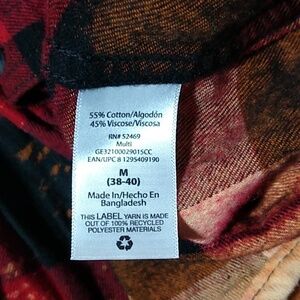 55% Cotton/Algodón
45% Viscose/Viscosa
RN# 52469
Multi
GE32100029015CC
EAN/UPC 8 1295409190
M
(38-40)
Made In/Hecho En
Bangladesh
THIS LABEL YARN IS MADE
OUT OF 100% RECYCLED
POLYESTER MATERIALS